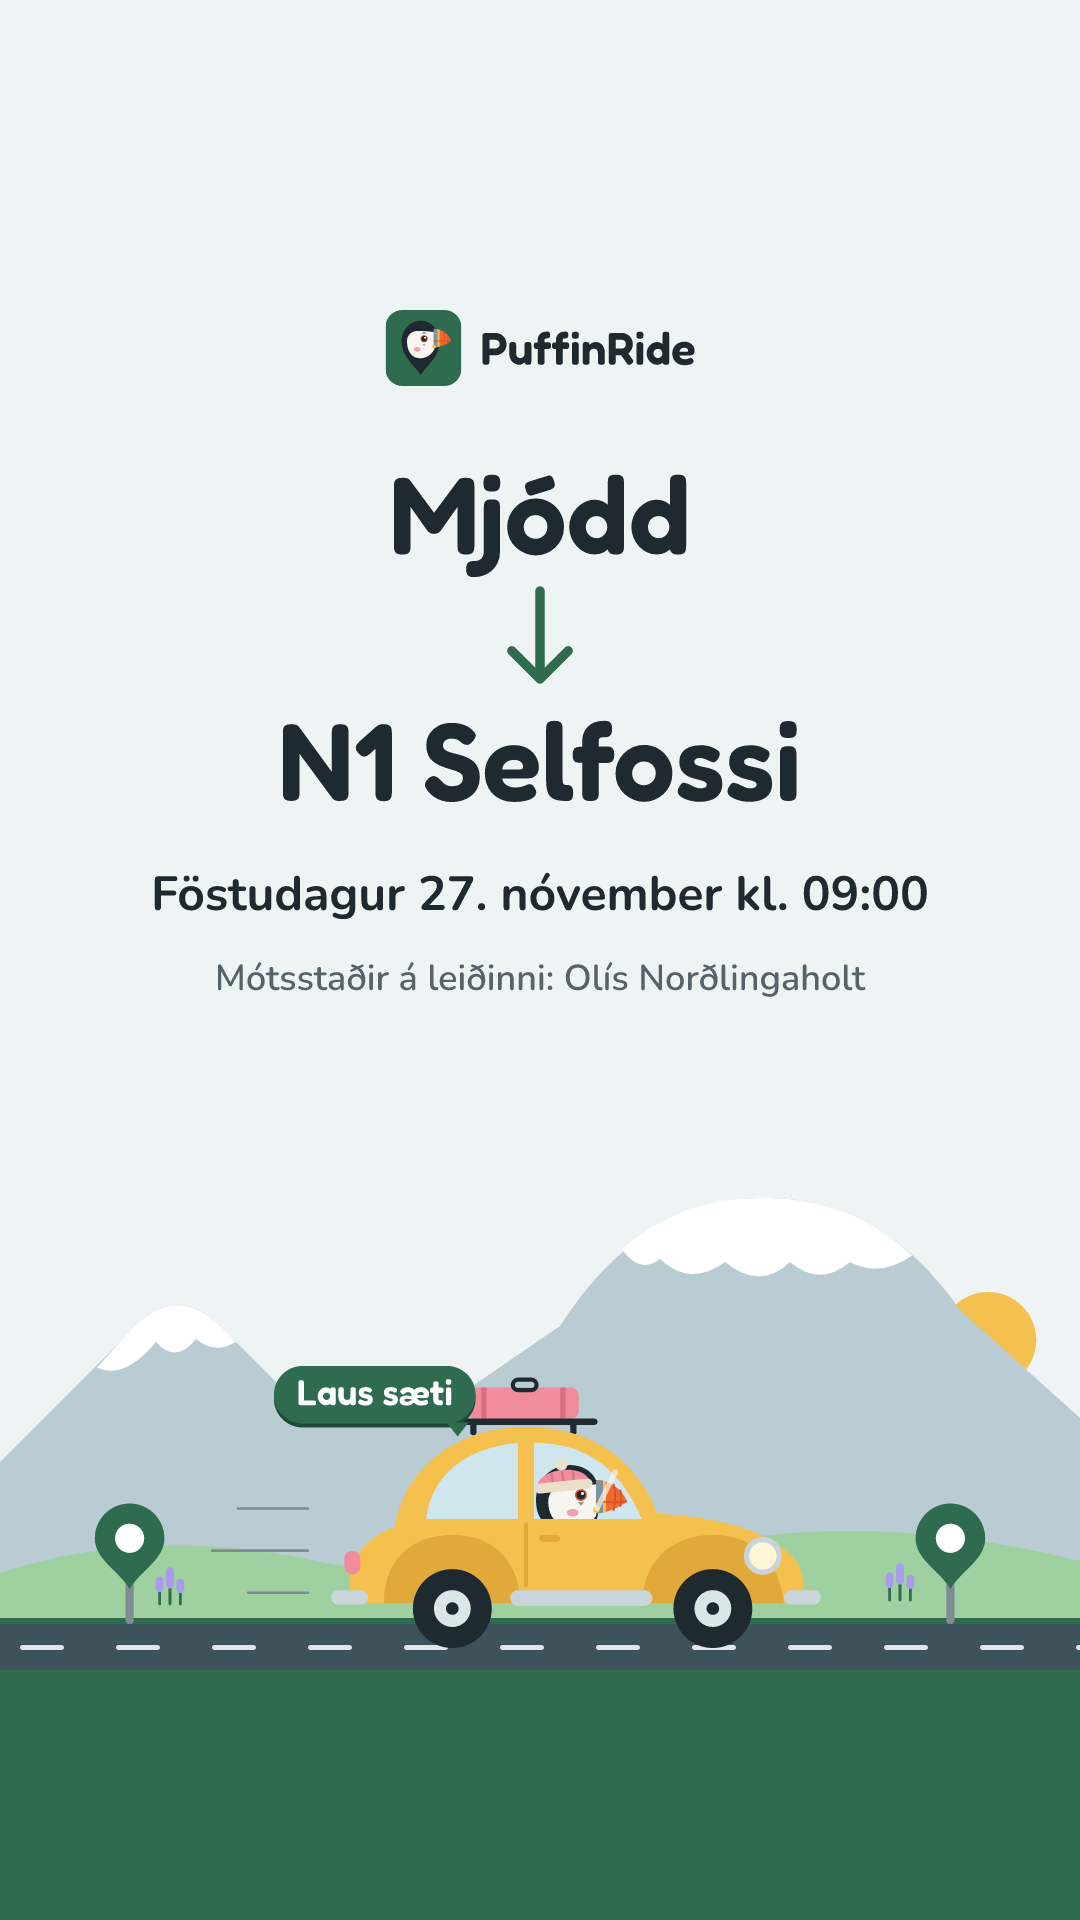 PuffinRide
Mjódd
N1 Selfossi
Föstudagur 27. nóvember kl. 09:00
Mótsstaðir á leiðinni: Olís Norðlingaholt
Laus sæti